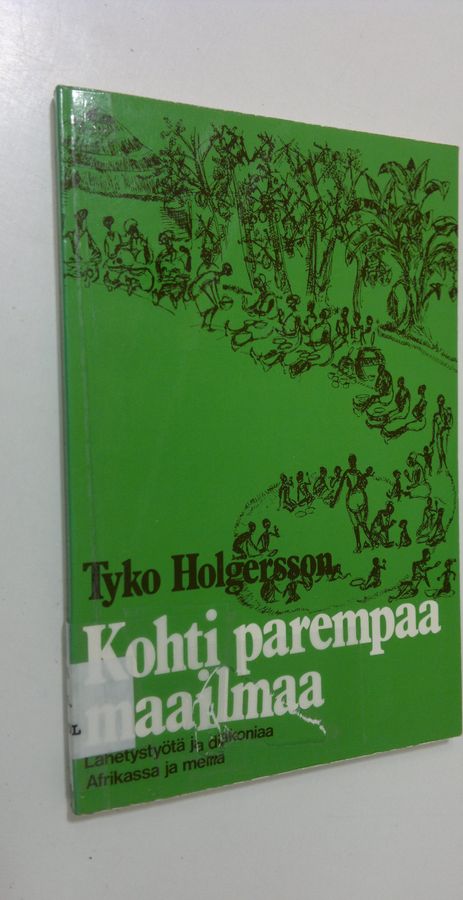 Tyko Holgersson
Kohti parempaa
maailmaa
Lähetystyötä ja diakoniaa
Afrikassa ja meillä
L